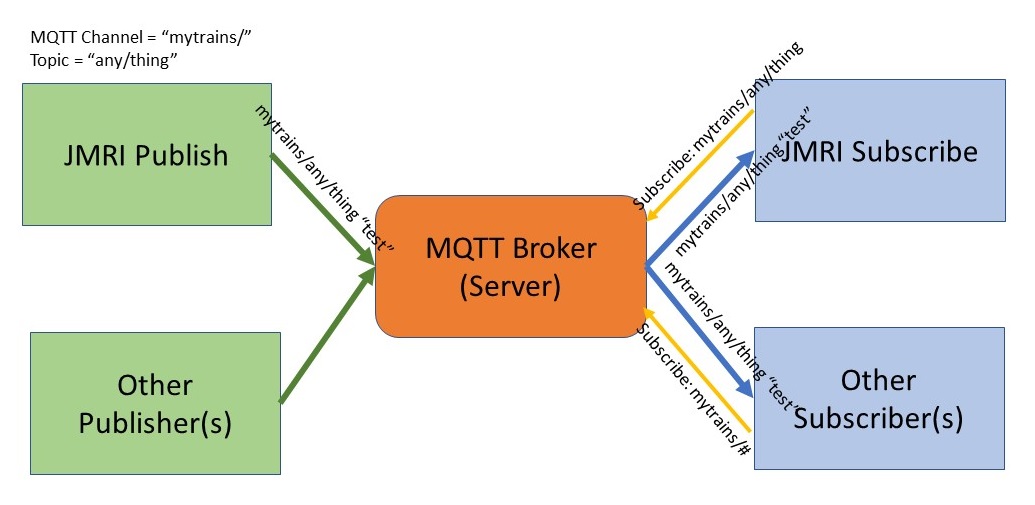 MQTT Channel = “mytrains/”
Topic = “any/thing”
JMRI Publish
mytrains/any/thing “test”
Subscribe: mytrains/any/thing
mytrains/any/thing “test”
JMRI Subscribe
MQTT Broker
(Server)
Other
Publisher(s)
mytrains/any/thing “test”
Subscribe: mytrains/#
Other
Subscriber(s)